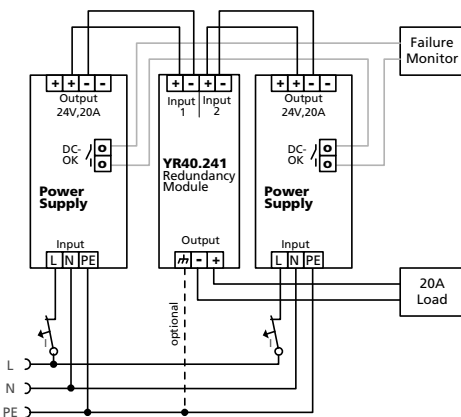 Failure
Monitor
+ + - -
Output
24V,20A
DC-
OK
Power
Supply
Input
L N PE
+ - + -
Input
1
Input
2
YR40.241
Redundancy
Module
Output
- +
+ + - -
Output
24V,20A
DC-
OK
Power
Supply
Input
L N PE
20A
Load
optional
I
I
L
N
PE